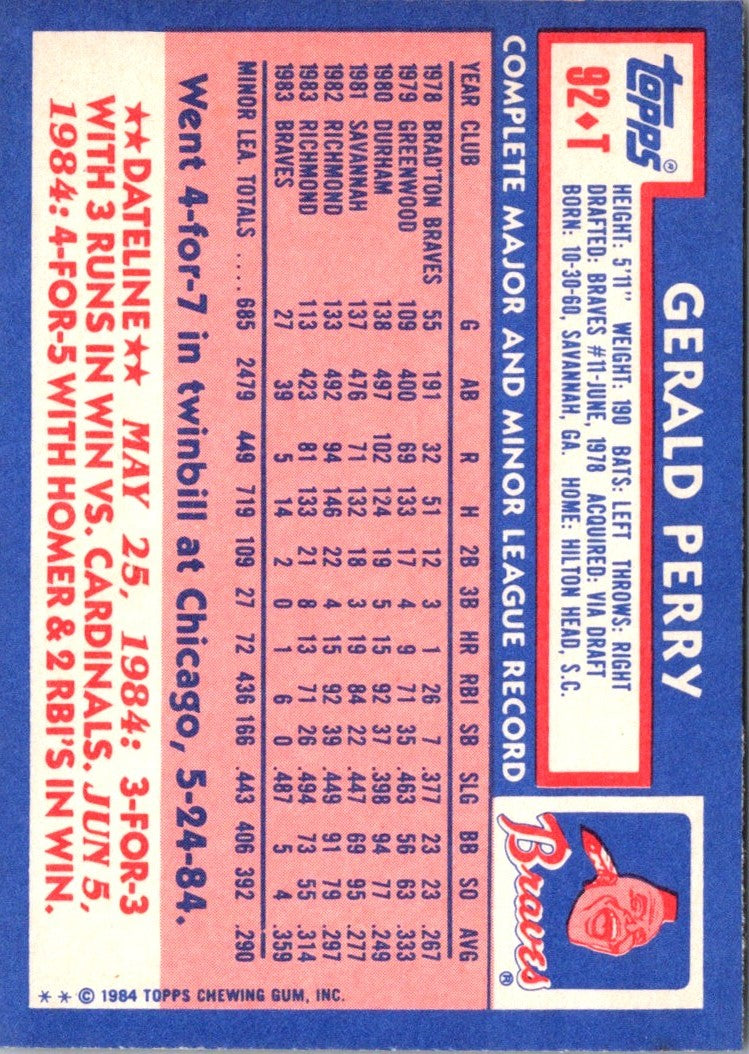 topps®
92♦T
GERALD PERRY
HEIGHT: 5'11" WEIGHT: 190 BATS: LEFT THROWS: RIGHT
DRAFTED: BRAVES #11-JUNE, 1978 ACQUIRED: VIA DRAFT
BORN: 10-30-60, SAVANNAH, GA. HOME: HILTON HEAD, S.C.
Braves®
COMPLETE MAJOR AND MINOR LEAGUE RECORD
YEAR CLUB G AB R H 2B 3B HR RBI SB SLG BB SO AVG
1978 BRAD'TON BRAVES 55 191 32 51 12 3 1 26 7 .377 23 23 .267
1979 GREENWOOD 109 400 69 133 17 4 9 71 35 .463 56 63 .333
1980 DURHAM 138 497 102 124 19 5 15 92 37 .398 94 77 .249
1981 SAVANNAH 137 476 71 132 18 3 19 84 22 .447 69 95 .277
1982 RICHMOND 133 492 94 146 22 4 15 92 39 .449 91 79 .297
1983 RICHMOND 113 423 81 133 21 8 13 71 26 .494 73 55 .314
1983 BRAVES 27 39 5 14 2 0 1 6 0 .487 5 4 .359
MINOR LEA. TOTALS .... 685 2479 449 719 109 27 72 436 166 .443 406 392 .290
Went 4-for-7 in twinbill at Chicago, 5-24-84.
★★DATELINE★★ MAY 25, 1984: 3-FOR-3
WITH 3 RUNS IN WIN VS. CARDINALS. JUN 5,
1984: 4-FOR-5 WITH HOMER & 2 RBI'S IN WIN.
** © 1984 TOPPS CHEWING GUM, INC.